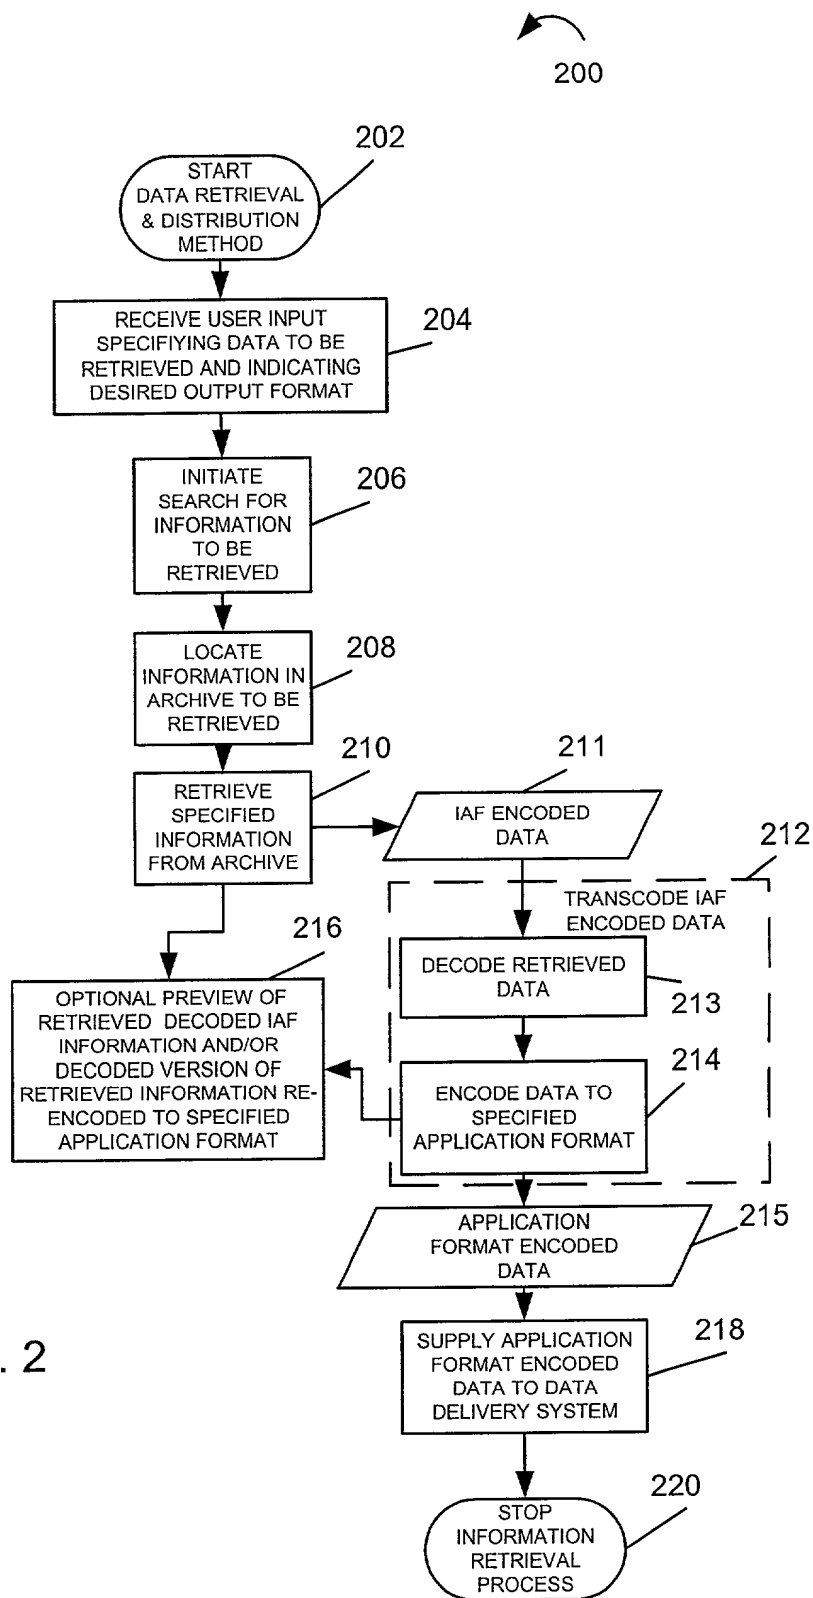 200
202
START
DATA RETRIEVAL
& DISTRIBUTION
METHOD
204
RECEIVE USER INPUT
SPECIFIYING DATA TO BE
RETRIEVED AND INDICATING
DESIRED OUTPUT FORMAT
206
INITIATE
SEARCH FOR
INFORMATION
TO BE
RETRIEVED
208
LOCATE
INFORMATION IN
ARCHIVE TO BE
RETRIEVED
210
RETRIEVE
SPECIFIED
INFORMATION
FROM ARCHIVE
211
IAF ENCODED
DATA
212
TRANSCODE IAF
ENCODED DATA
DECODE RETRIEVED
DATA
213
214
ENCODE DATA TO
SPECIFIED
APPLICATION FORMAT
216
OPTIONAL PREVIEW OF
RETRIEVED DECODED IAF
INFORMATION AND/OR
DECODED VERSION OF
RETRIEVED INFORMATION RE-
ENCODED TO SPECIFIED
APPLICATION FORMAT
215
APPLICATION
FORMAT ENCODED
DATA
. 2
218
SUPPLY APPLICATION
FORMAT ENCODED
DATA TO DATA
DELIVERY SYSTEM
220
STOP
INFORMATION
RETRIEVAL
PROCESS